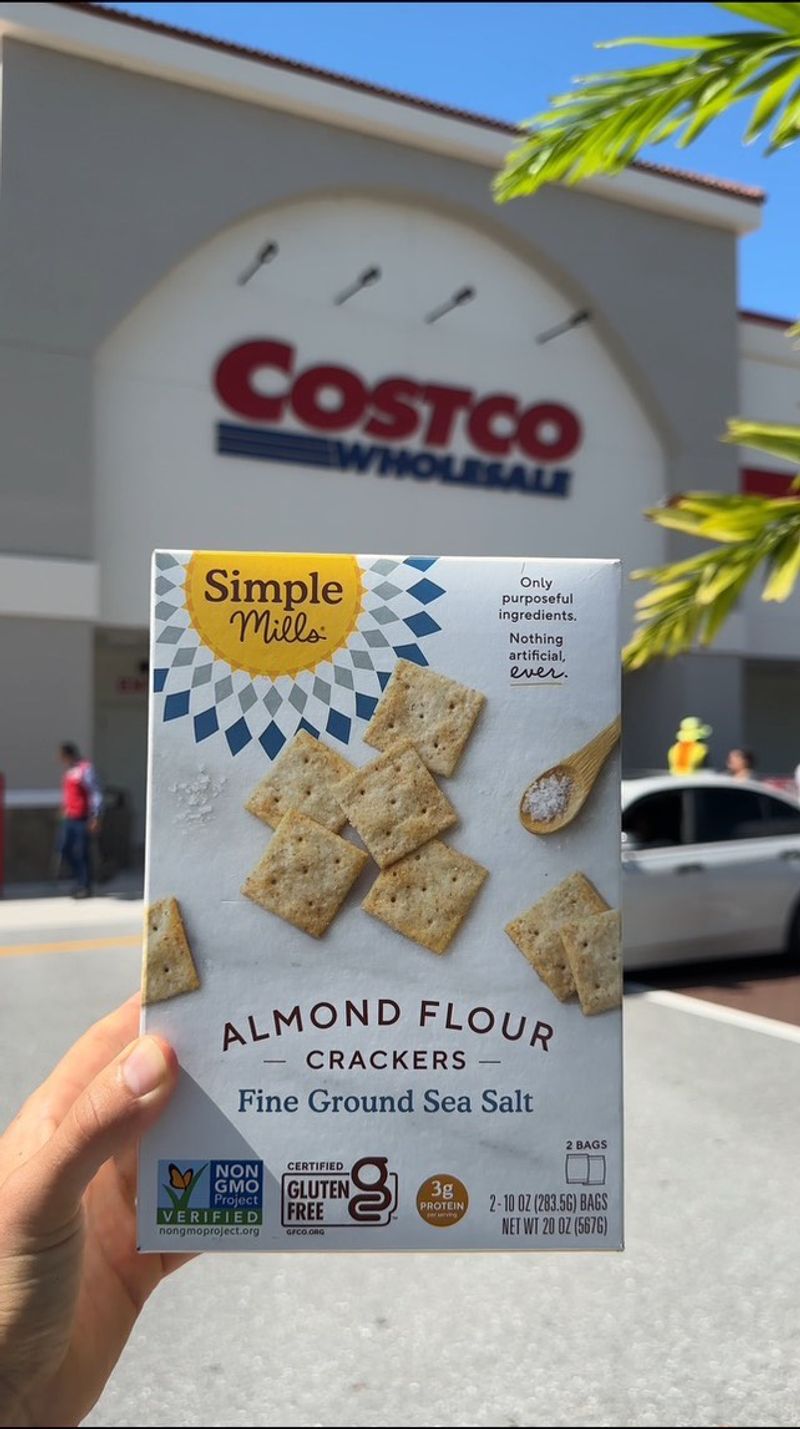 COSTCO
WHOLESALE
Simple
Mills
Only
purposeful
ingredients.
Nothing
artificial,
ever.
ALMOND FLOUR
CRACKERS
Fine Ground Sea Salt
2 BAGS
2 - 10 OZ (283.5G) BAGS
NET WT 20 OZ (567G)
NON
GMO
Project
VERIFIED
nongmoproject.org
CERTIFIED
GLUTEN
FREE
GFCO.ORG
3g
PROTEIN
per serving